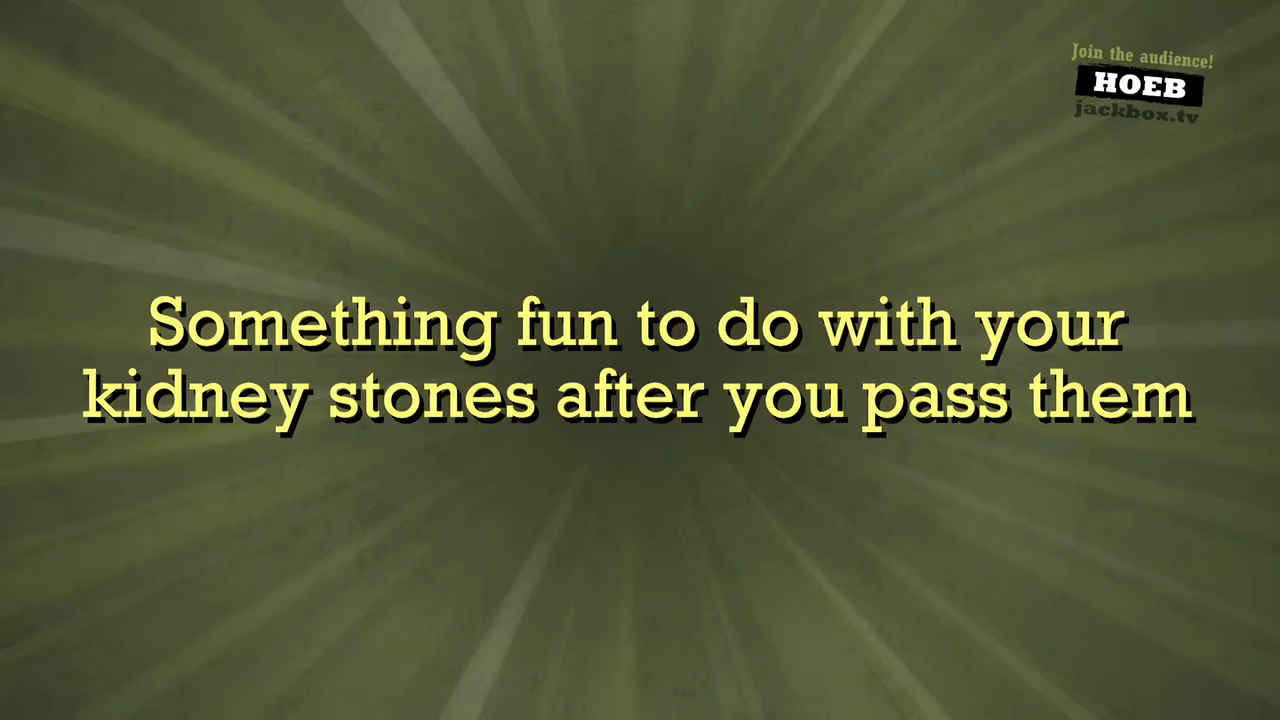 Join the audience!
HOEB
jackbox.tv
Something fun to do with your
kidney stones after you pass them